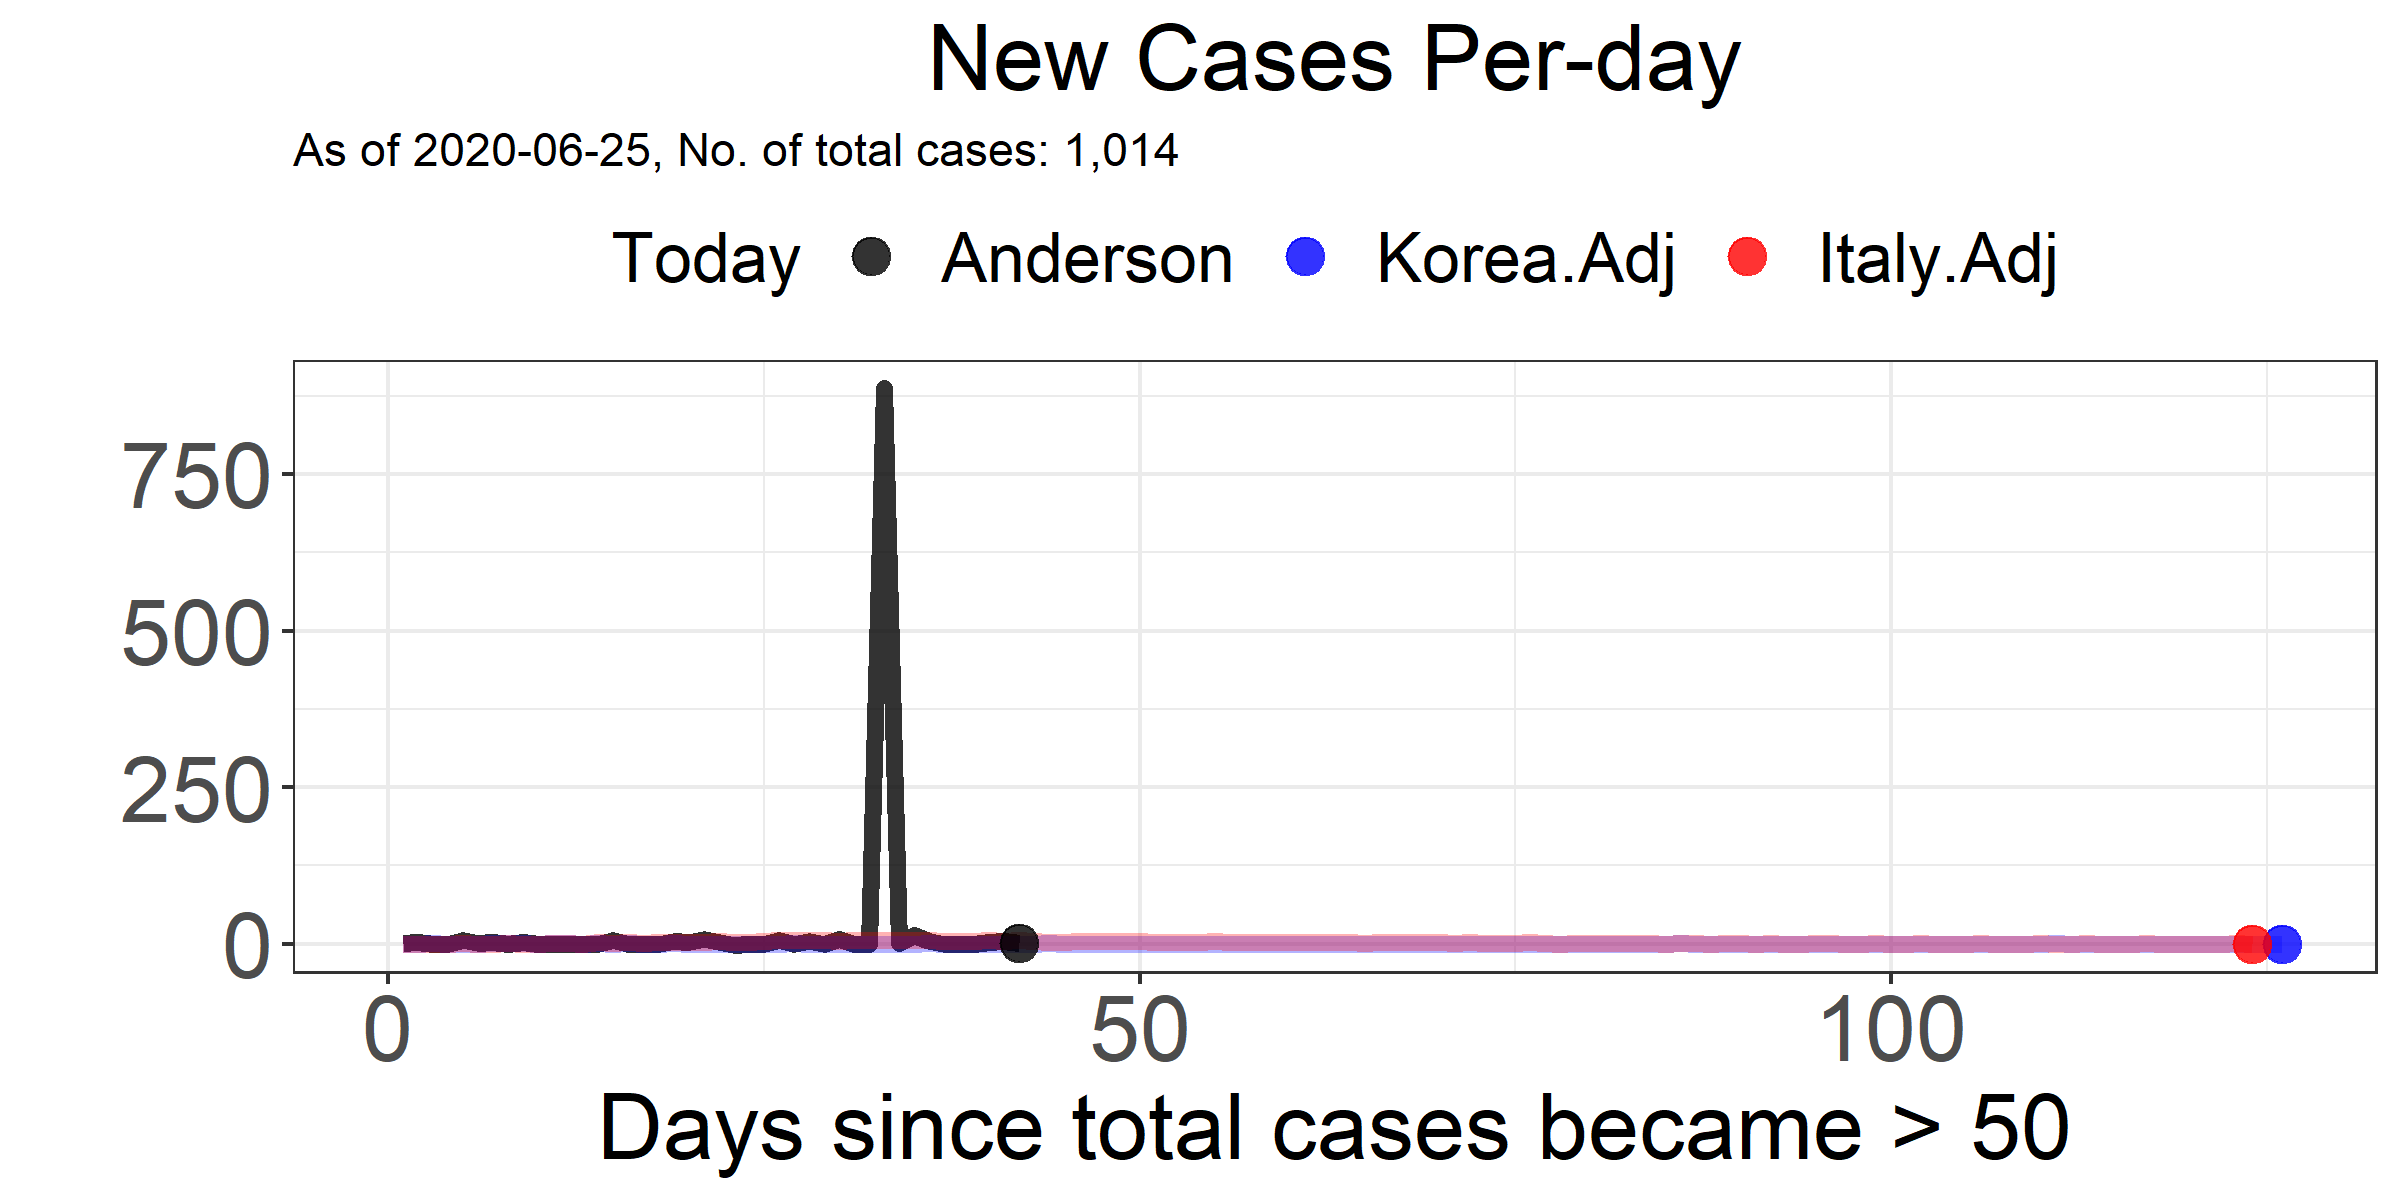 New Cases Per-day
As of 2020-06-25, No. of total cases: 1,014
Today Anderson Korea.Adj Italy.Adj
750
500
250
0
0 50 100
Days since total cases became > 50